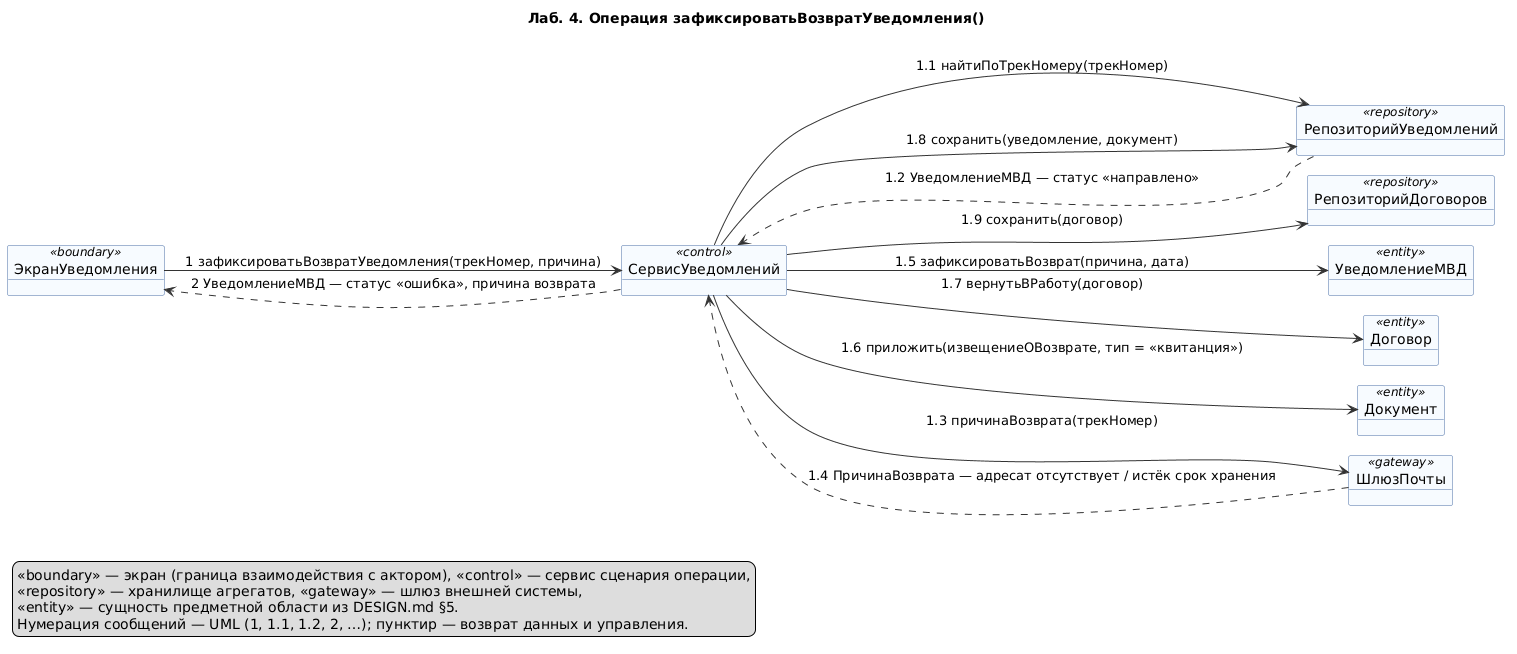 Лаб. 4. Операция зафиксироватьВозвратУведомления()
1.1 найтиПоТрекНомеру(трекНомер)
«repository»
РепозиторийУведомлений
1.8 сохранить(уведомление, документ)
1.2 УведомлениеМВД — статус «направлено»
«repository»
РепозиторийДоговоров
1.9 сохранить(договор)
«boundary»
ЭкранУведомления
1 зафиксироватьВозвратУведомления(трекНомер, причина)
2 УведомлениеМВД — статус «ошибка», причина возврата
«control»
СервисУведомлений
1.5 зафиксироватьВозврат(причина, дата)
«entity»
УведомлениеМВД
1.7 вернутьВРаботу(договор)
«entity»
Договор
1.6 приложить(извещениеОВозврате, тип = «квитанция»)
«entity»
Документ
1.3 причинаВозврата(трекНомер)
«gateway»
ШлюзПочты
1.4 ПричинаВозврата — адресат отсутствует / истёк срок хранения
«boundary» — экран (граница взаимодействия с актором), «control» — сервис сценария операции,
«repository» — хранилище агрегатов, «gateway» — шлюз внешней системы,
«entity» — сущность предметной области из DESIGN.md §5.
Нумерация сообщений — UML (1, 1.1, 1.2, 2, ...); пунктир — возврат данных и управления.